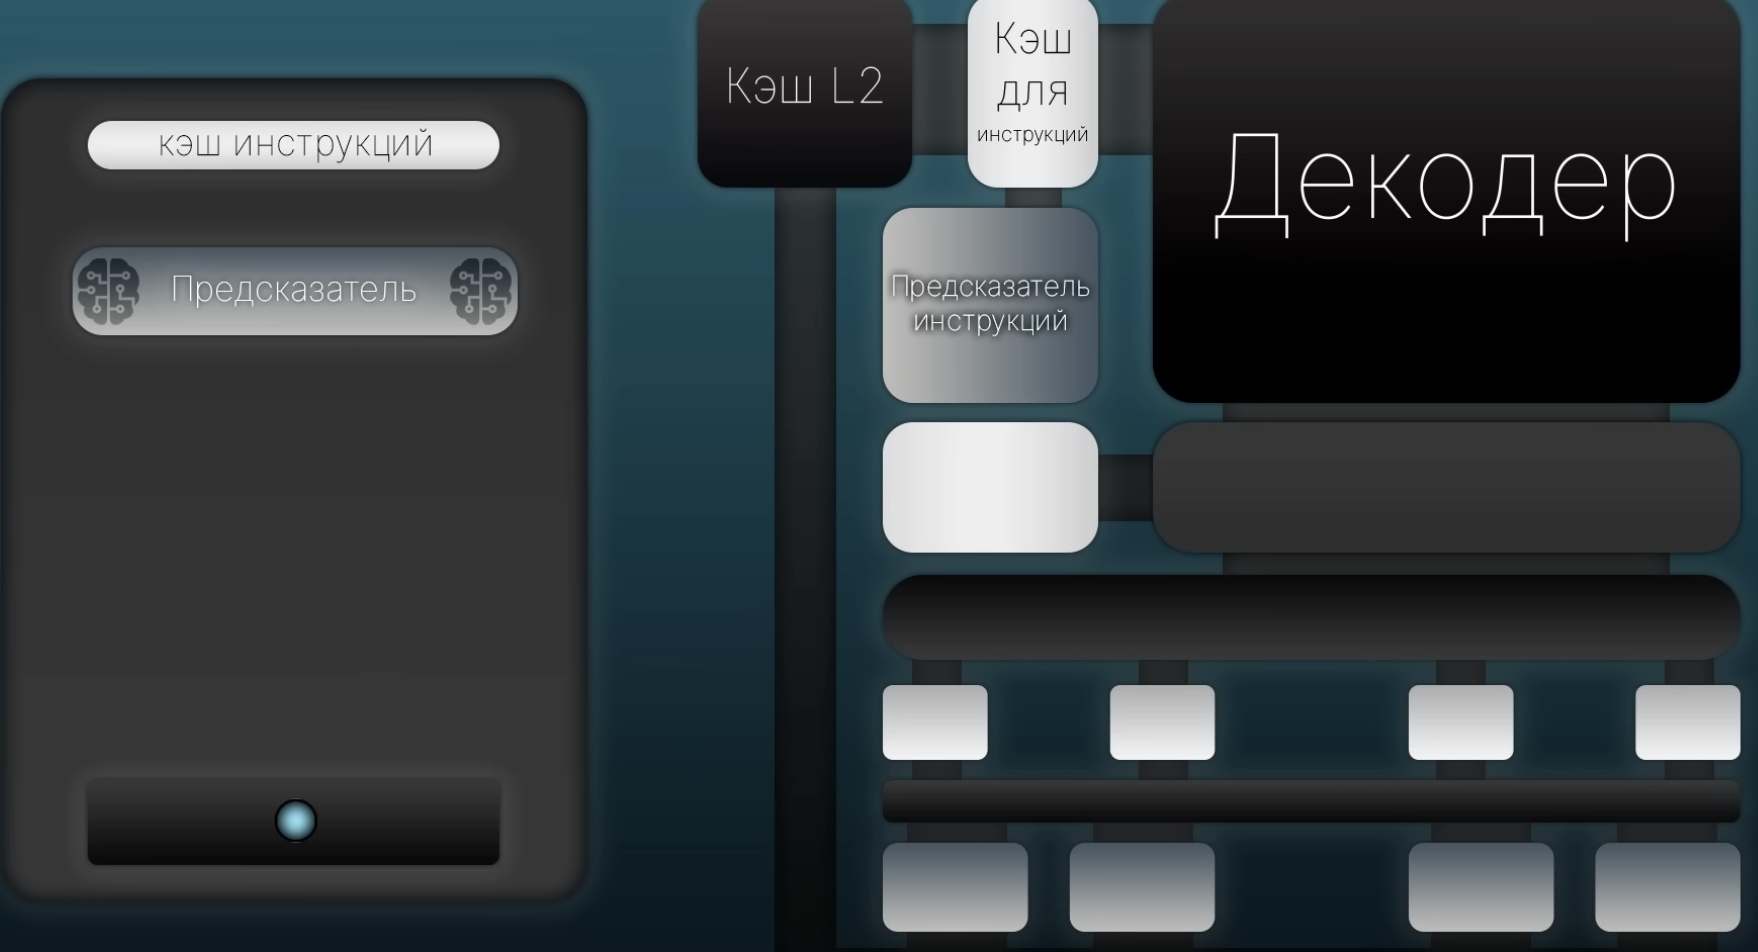 кэш инструкций
Предсказатель
Кэш L2
Кэш
для
инструкций
Декодер
Предсказатель
инструкций